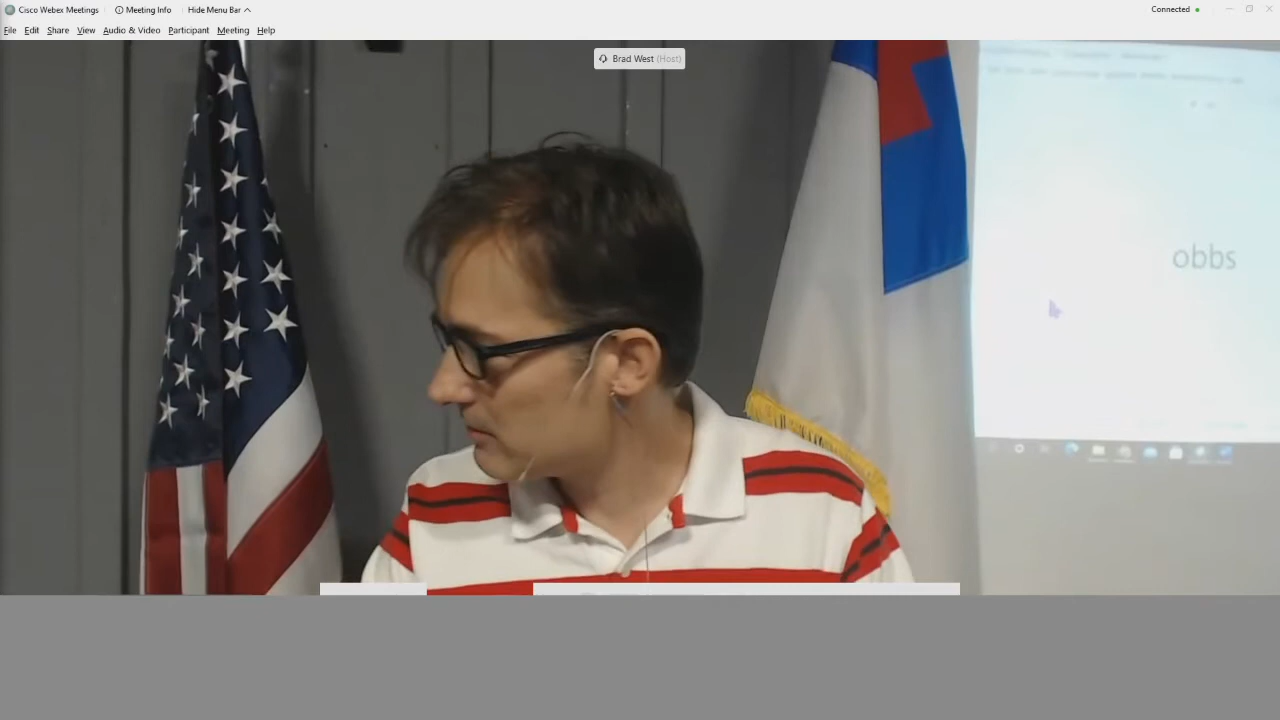 Cisco Webex Meetings Meeting Info Hide Menu Bar Connected
File Edit Share View Audio & Video Participant Meeting Help
Brad West (Host)
obbs